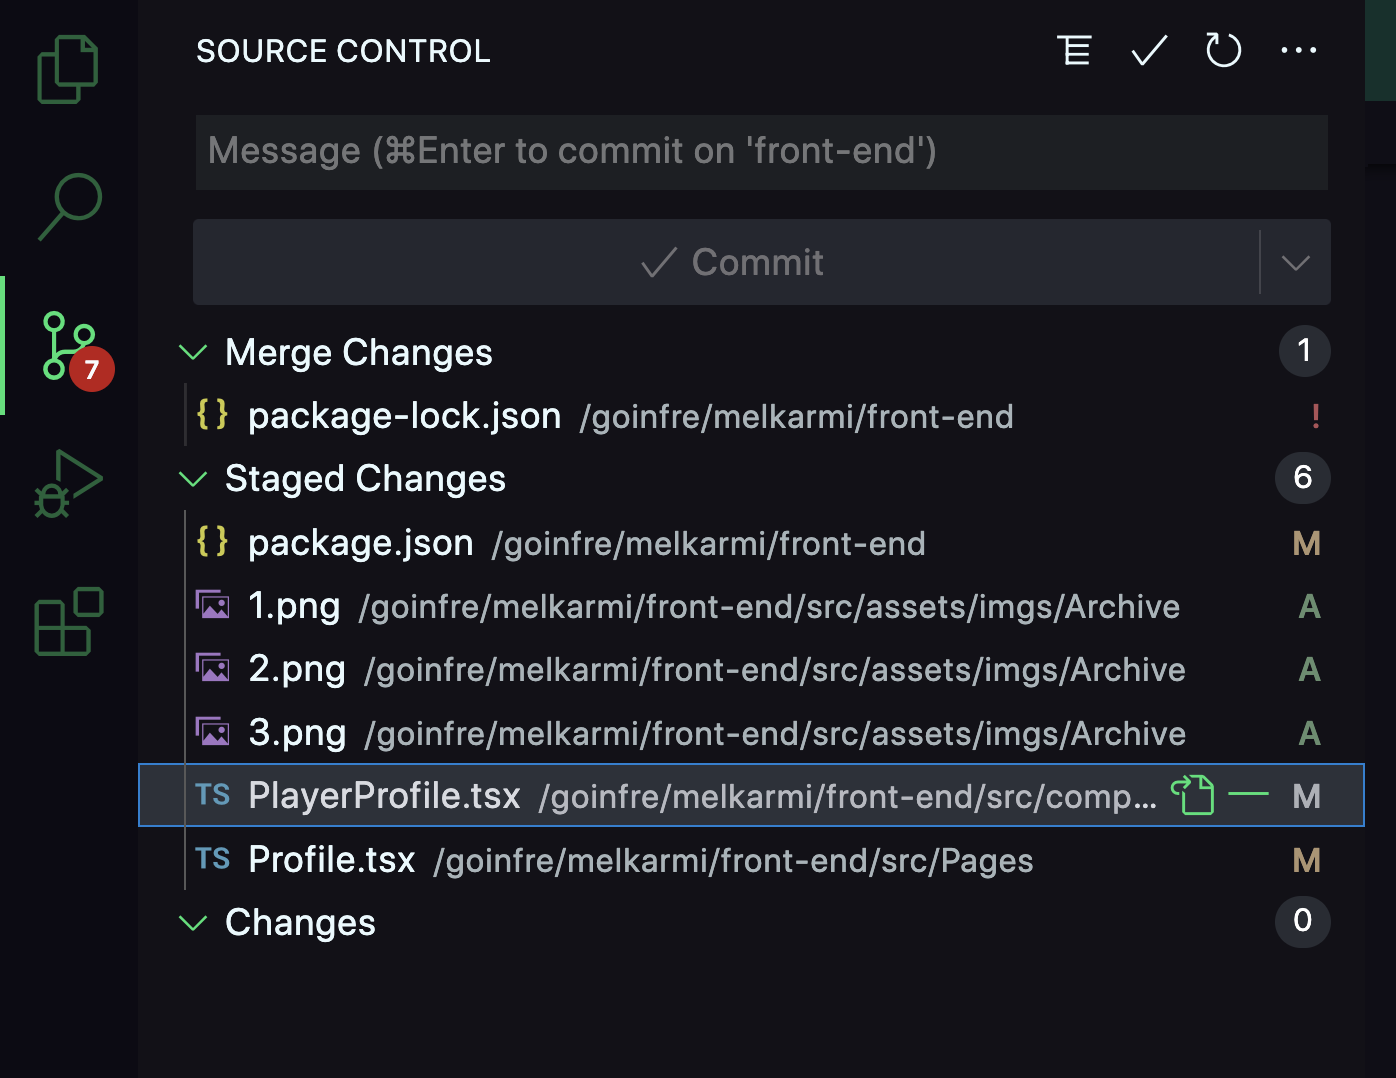 SOURCE CONTROL
Message (⌘Enter to commit on 'front-end')
Commit
7
Merge Changes 1
{} package-lock.json /goinfre/melkarmi/front-end !
Staged Changes 6
{} package.json /goinfre/melkarmi/front-end M
1.png /goinfre/melkarmi/front-end/src/assets/imgs/Archive A
2.png /goinfre/melkarmi/front-end/src/assets/imgs/Archive A
3.png /goinfre/melkarmi/front-end/src/assets/imgs/Archive A
TS PlayerProfile.tsx /goinfre/melkarmi/front-end/src/comp... M
TS Profile.tsx /goinfre/melkarmi/front-end/src/Pages M
Changes 0